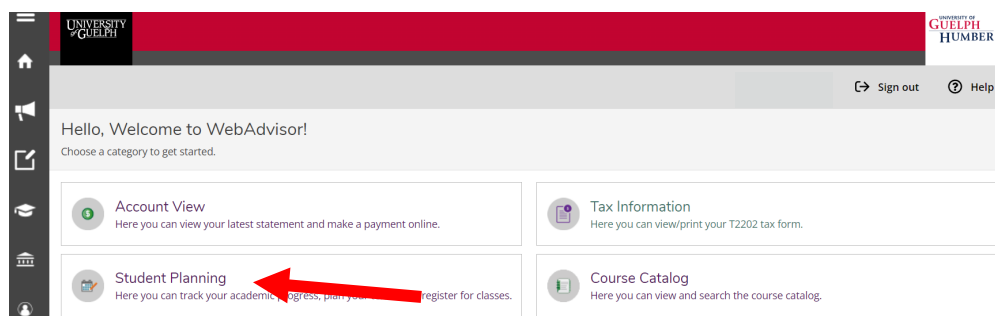 UNIVERSITY
of GUELPH
UNIVERSITY OF
GUELPH
HUMBER
Sign out
Help
Hello, Welcome to WebAdvisor!
Choose a category to get started.
Account View
Here you can view your latest statement and make a payment online.
Tax Information
Here you can view/print your T2202 tax form.
Student Planning
Here you can track your academic progress, plan your register for classes.
Course Catalog
Here you can view and search the course catalog.